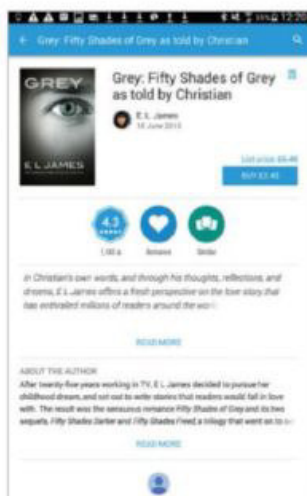 12:20
Grey: Fifty Shades of Grey as told by Christian
GREY
E L JAMES
Grey: Fifty Shades of Grey
as told by Christian
E. L. James
18 June 2015
List price
BUY
4.3
Romance
Similar
In Christian's own words, and through his thoughts, reflections, and
dreams, E L James offers a fresh perspective on the love story that
has enthralled millions of readers around the
READ MORE
ABOUT THE AUTHOR
After twenty-five years working in TV, E L James decided to pursue her
childhood dream, and set out to write stories that readers would fall in love
with. The result was the sensuous romance Fifty Shades of Grey and its two
sequels, Fifty Shades Darker and Fifty Shades Freed, a trilogy that went on to
READ MORE